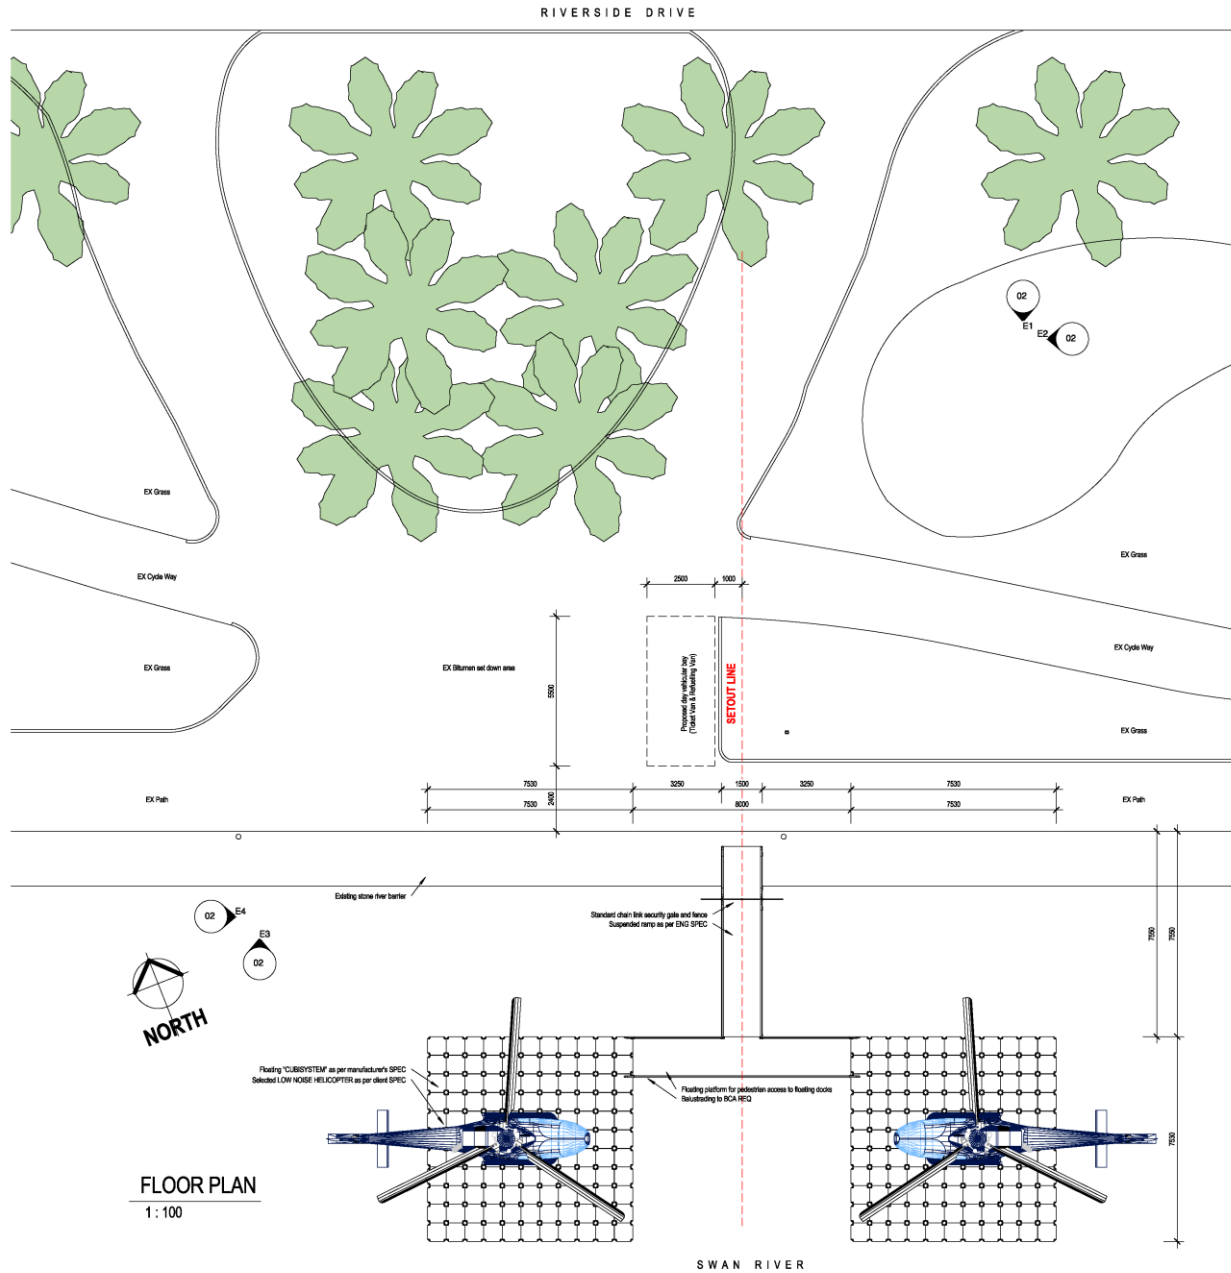 RIVERSIDE DRIVE
02
E1
E2
02
EX Grass
EX Grass
EX Cycle Way
2500
1000
EX Cycle Way
EX Grass
EX Bitumen set down area
5500
Proposed day vehicular bay
(Ticket Van & Refuelling Van)
SETOUT LINE
EX Grass
7530
3250
1500
3250
7530
EX Path
2400
7530
8000
7530
EX Path
Existing stone river barrier
02
E4
Standard chain link security gate and fence
Suspended ramp as per ENG SPEC
7550
7550
E3
02
NORTH
Floating "CUBISYSTEM" as per manufacturer's SPEC
Selected LOW NOISE HELICOPTER as per client SPEC
Floating platform for pedestrian access to floating docks
Balustrading to BCA REQ
7530
FLOOR PLAN
1 : 100
SWAN RIVER